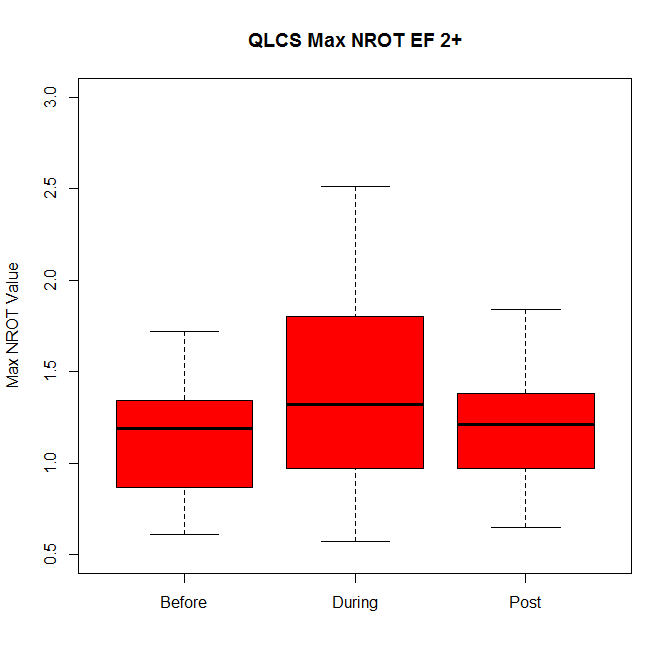 QLCS Max NROT EF 2+
Max NROT Value
3.0
2.5
2.0
1.5
1.0
0.5
Before
During
Post